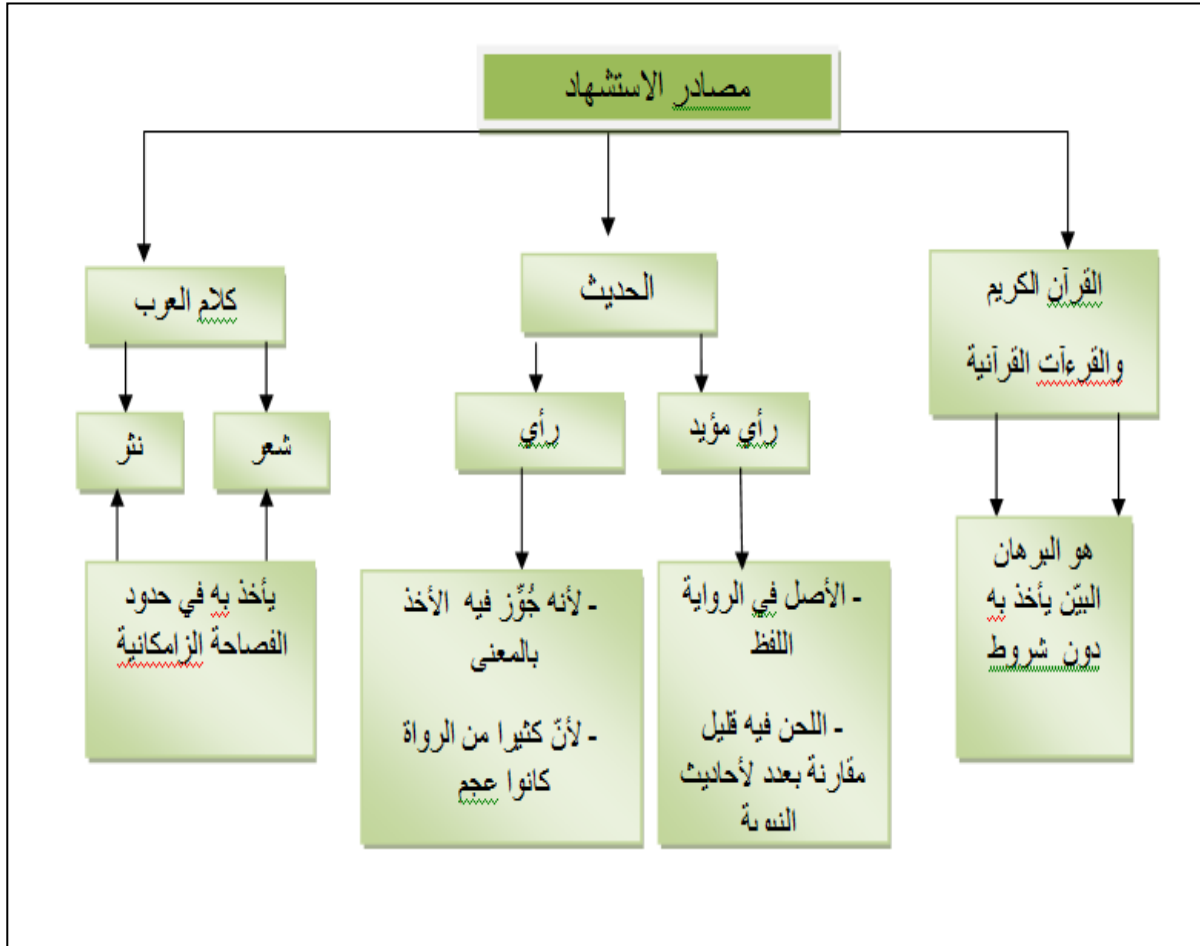 مصادر الاستشهاد
القرآن الكريم
والقرءآت القرآنية
هو البرهان
البيّن يأخذ به
دون شروط
الحديث
رأي مؤيد
- الأصل في الرواية
اللفظ
- اللحن فيه قليل
مقارنة بعدد لأحاديث
النبوية
رأي
- لأنه جُوِّز فيه الأخذ
بالمعنى
- لأنّ كثيرا من الرواة
كانوا عجم
كلام العرب
شعر
نثر
يأخذ به في حدود
الفصاحة الزامكانية